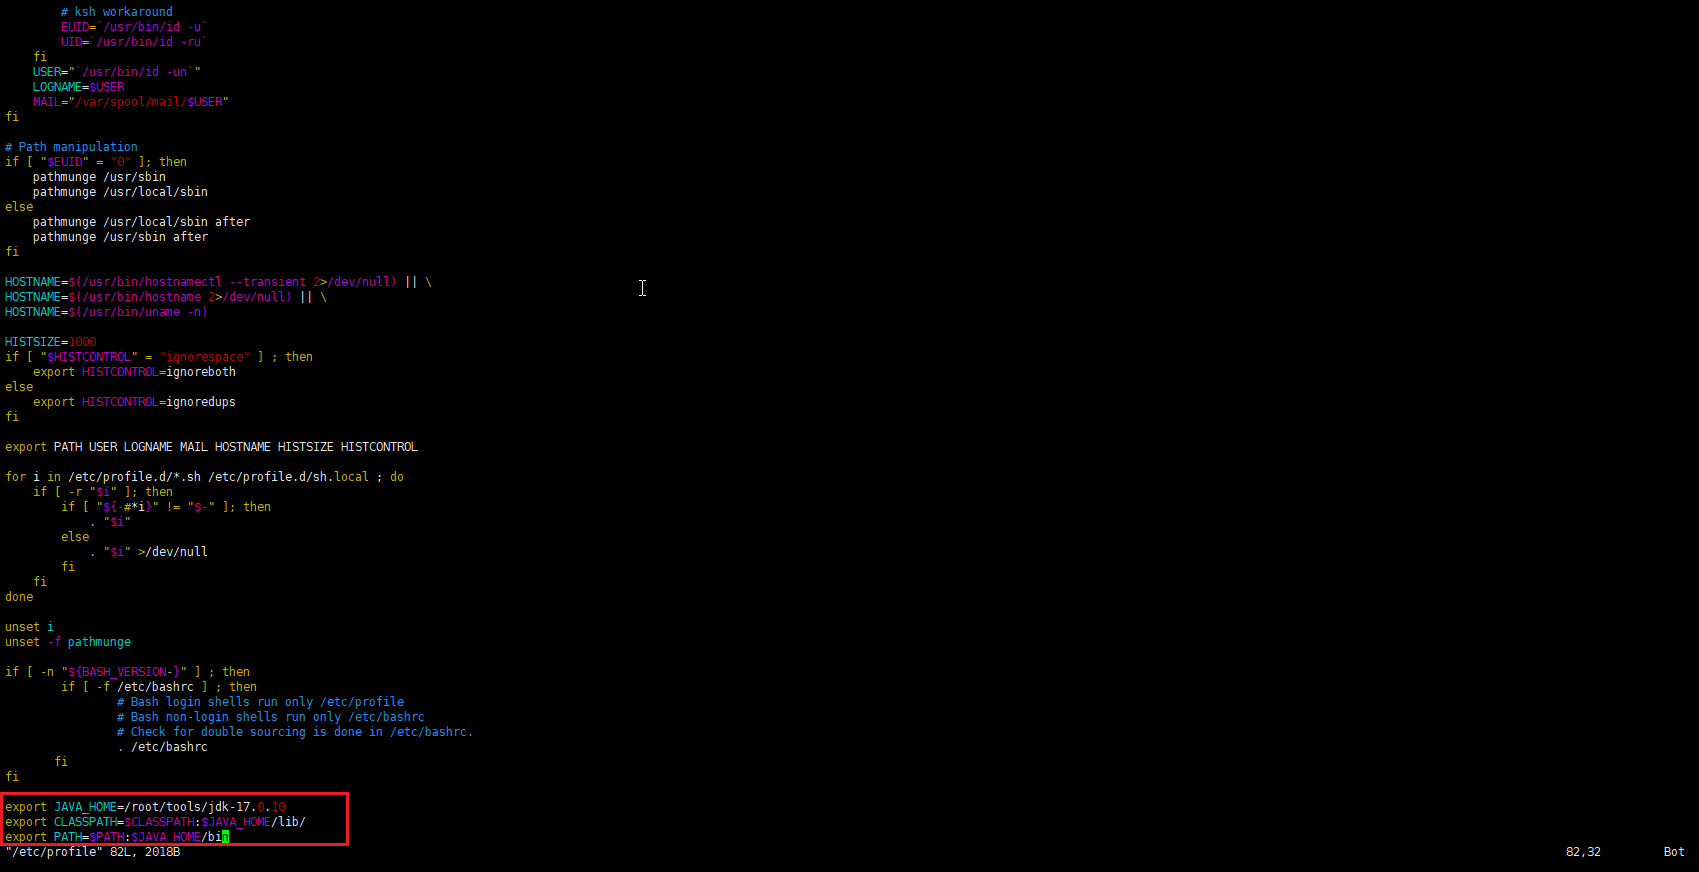 # ksh workaround
EUID=`/usr/bin/id -u`
UID=`/usr/bin/id -ru`
fi
USER="`/usr/bin/id -un`"
LOGNAME=$USER
MAIL="/var/spool/mail/$USER"
fi
# Path manipulation
if [ "$EUID" = "0" ]; then
pathmunge /usr/sbin
pathmunge /usr/local/sbin
else
pathmunge /usr/local/sbin after
pathmunge /usr/sbin after
fi
HOSTNAME=$(/usr/bin/hostnamectl --transient 2>/dev/null) || \
HOSTNAME=$(/usr/bin/hostname 2>/dev/null) || \
HOSTNAME=$(/usr/bin/uname -n)
HISTSIZE=1000
if [ "$HISTCONTROL" = "ignorespace" ] ; then
export HISTCONTROL=ignoreboth
else
export HISTCONTROL=ignoredups
fi
export PATH USER LOGNAME MAIL HOSTNAME HISTSIZE HISTCONTROL
for i in /etc/profile.d/*.sh /etc/profile.d/sh.local ; do
if [ -r "$i" ]; then
if [ "${-#*i}" != "$-" ]; then
. "$i"
else
. "$i" >/dev/null
fi
fi
done
unset i
unset -f pathmunge
if [ -n "${BASH_VERSION-}" ] ; then
if [ -f /etc/bashrc ] ; then
# Bash login shells run only /etc/profile
# Bash non-login shells run only /etc/bashrc
# Check for double sourcing is done in /etc/bashrc.
. /etc/bashrc
fi
fi
export JAVA_HOME=/root/tools/jdk-17.0.10
export CLASSPATH=$CLASSPATH:$JAVA_HOME/lib/
export PATH=$PATH:$JAVA_HOME/bin
"/etc/profile" 82L, 2018B 82,32 Bot